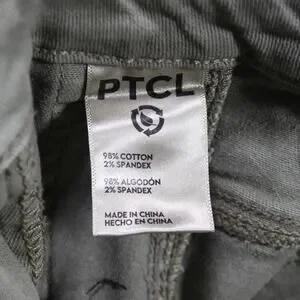 PTCL
98% COTTON
2% SPANDEX
98% ALGODÓN
2% SPANDEX
MADE IN CHINA
HECHO EN CHINA